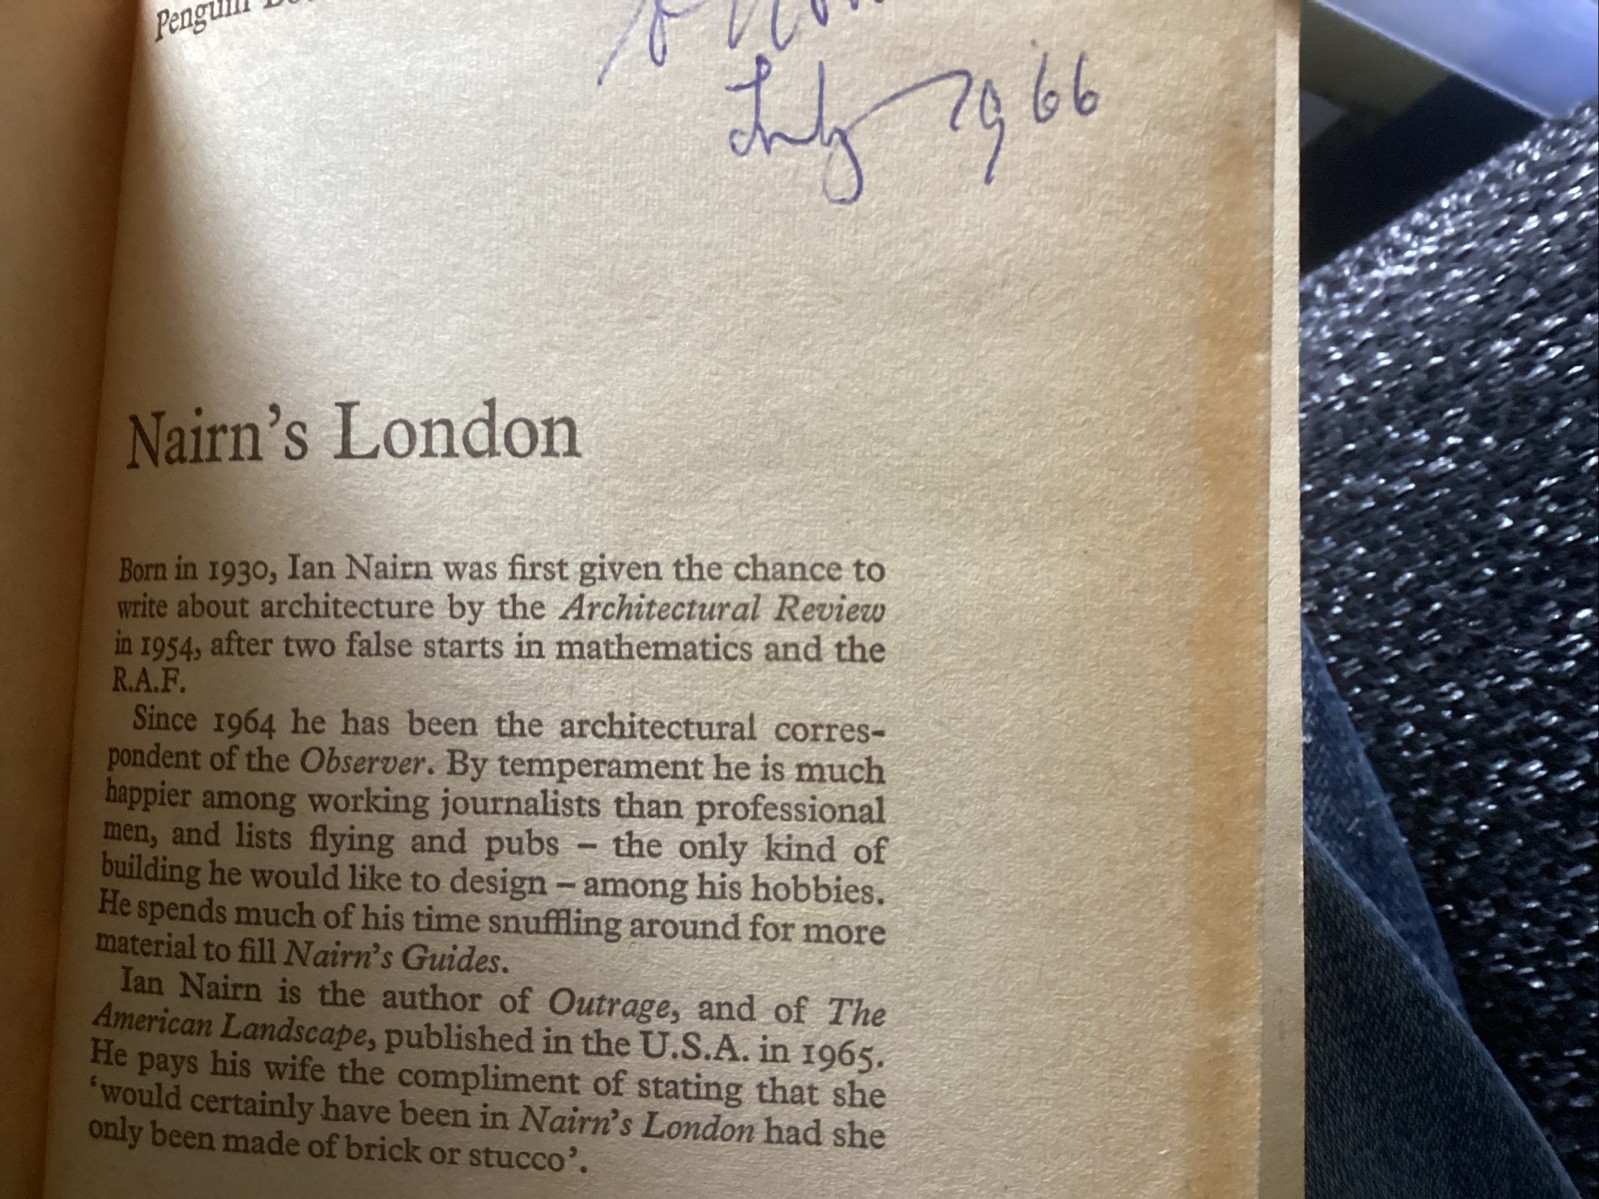 Penguin
July 1966
Nairn's London
Born in 1930, Ian Nairn was first given the chance to
write about architecture by the Architectural Review
in 1954, after two false starts in mathematics and the
R.A.F.
Since 1964 he has been the architectural corres-
pondent of the Observer. By temperament he is much
happier among working journalists than professional
men, and lists flying and pubs – the only kind of
building he would like to design – among his hobbies.
He spends much of his time snuffling around for more
material to fill Nairn's Guides.
Ian Nairn is the author of Outrage, and of The
American Landscape, published in the U.S.A. in 1965.
He pays his wife the compliment of stating that she
‘would certainly have been in Nairn's London had she
only been made of brick or stucco’.